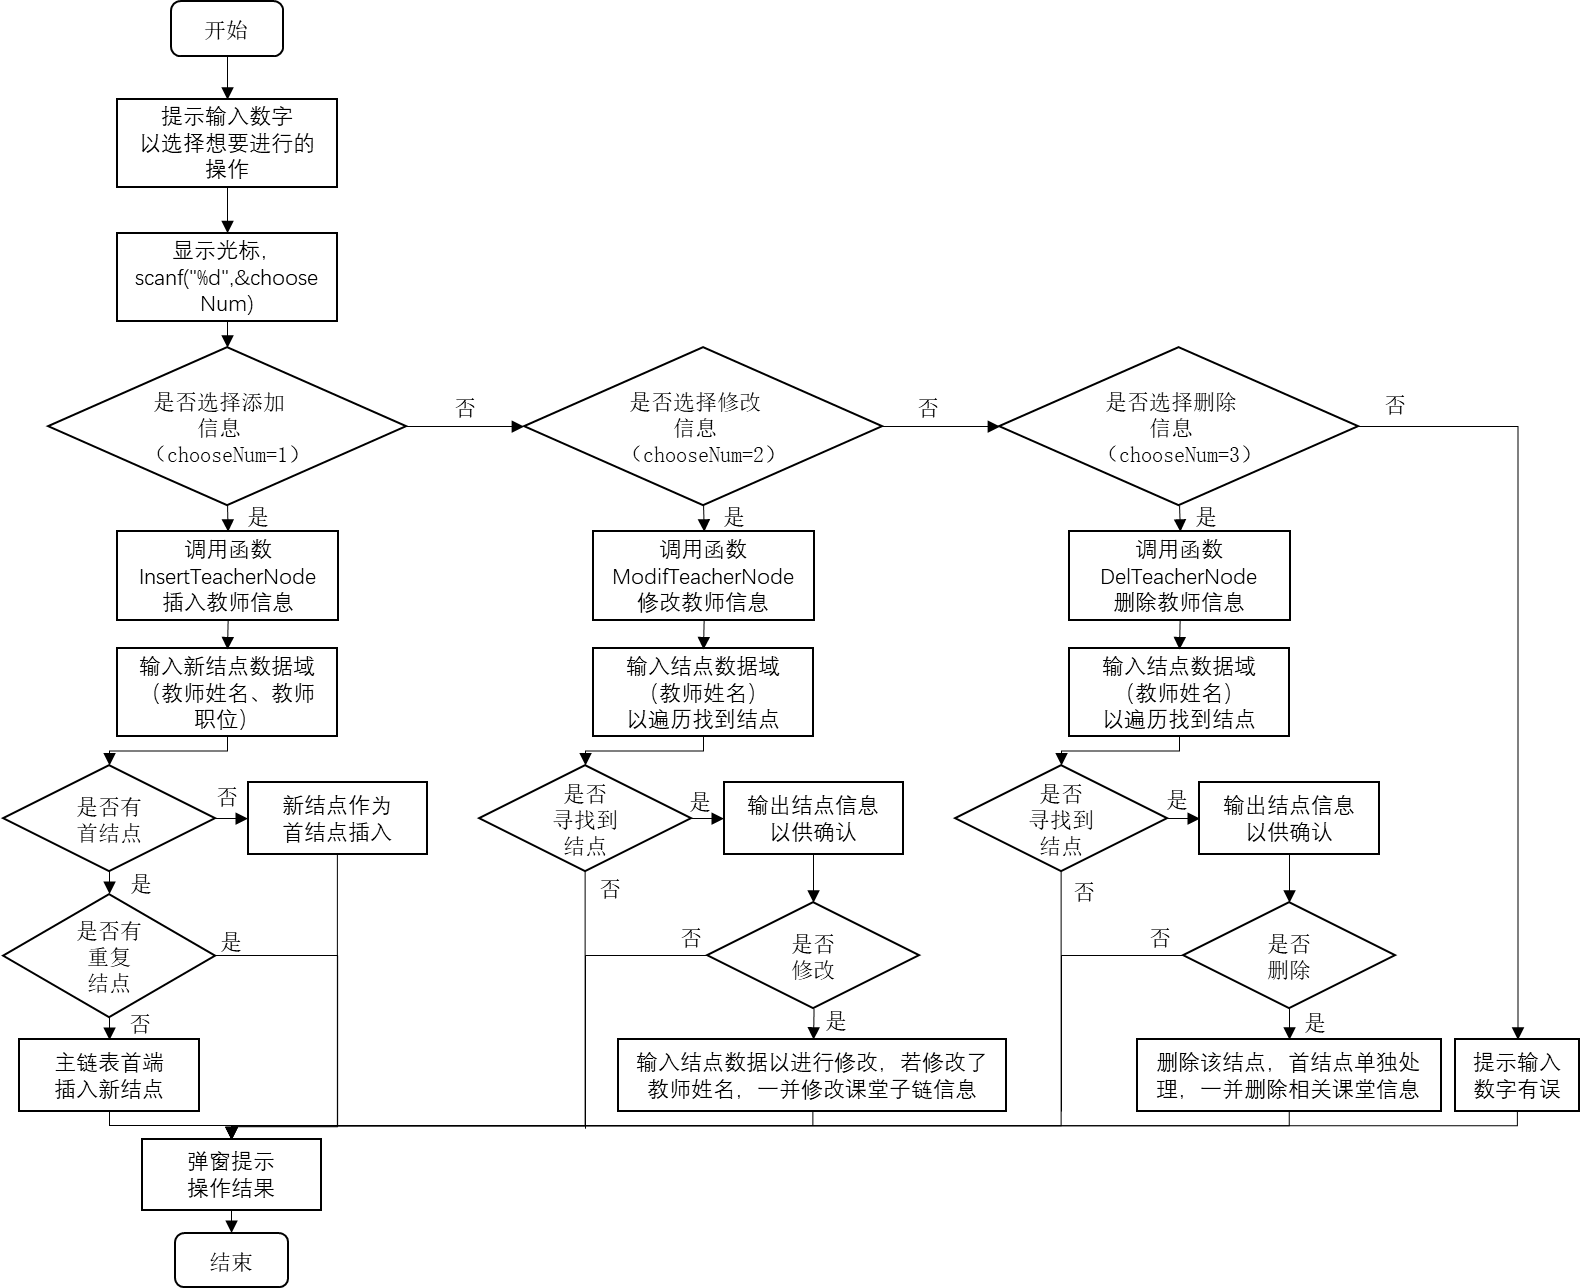 开始
提示输入数字
以选择想要进行的
操作
显示光标，
scanf("%d",&choose
Num)
是否选择添加
信息
（chooseNum=1）
否
是否选择修改
信息
（chooseNum=2）
否
是否选择删除
信息
（chooseNum=3）
否
是
是
是
调用函数
InsertTeacherNode
插入教师信息
调用函数
ModifTeacherNode
修改教师信息
调用函数
DelTeacherNode
删除教师信息
输入新结点数据域
（教师姓名、教师
职位）
输入结点数据域
（教师姓名）
以遍历找到结点
输入结点数据域
（教师姓名）
以遍历找到结点
是否有
首结点
否
新结点作为
首结点插入
是否
寻找到
结点
是
输出结点信息
以供确认
是否
寻找到
结点
是
输出结点信息
以供确认
是
否
否
是否有
重复
结点
是
否
是否
修改
否
是否
删除
否
是
是
主链表首端
插入新结点
输入结点数据以进行修改，若修改了
教师姓名，一并修改课堂子链信息
删除该结点，首结点单独处
理，一并删除相关课堂信息
提示输入
数字有误
弹窗提示
操作结果
结束